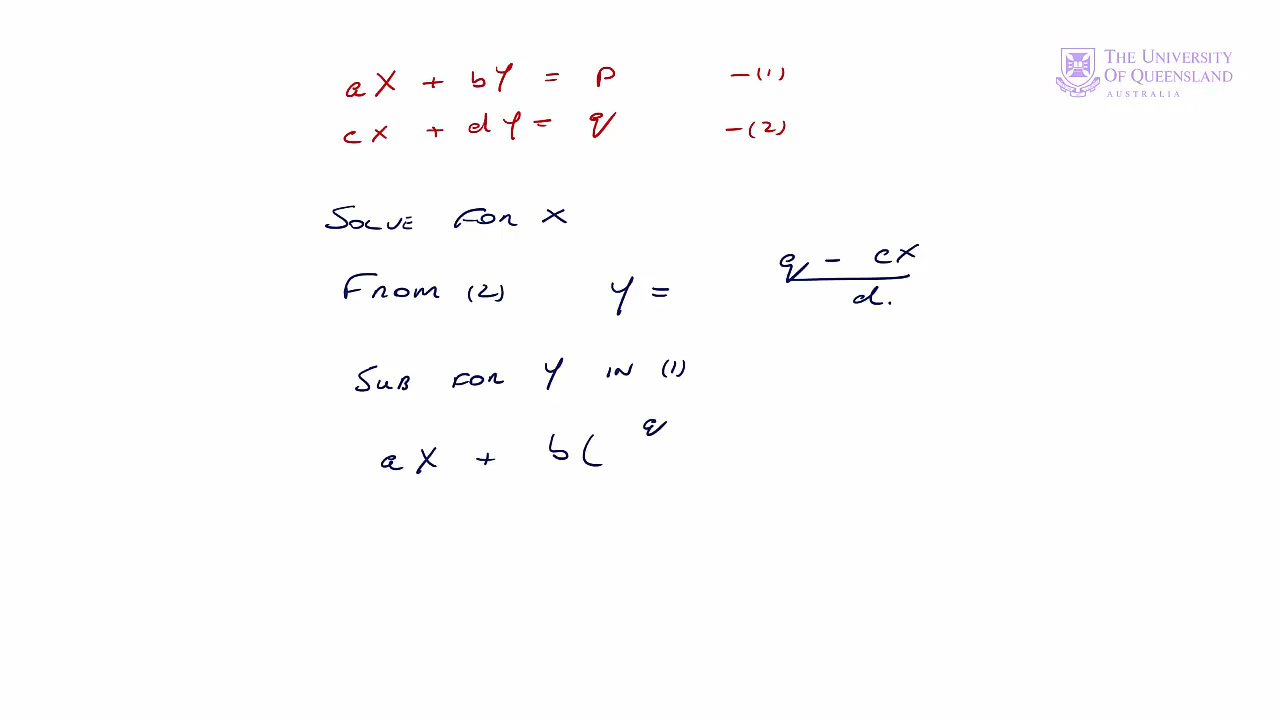 THE UNIVERSITY
OF QUEENSLAND
AUSTRALIA
aX + bY = p -(1)
cX + dY = q -(2)
SOLVE FOR X
FROM (2) Y = q - cX
d.
SUB FOR Y IN (1)
aX + b( q